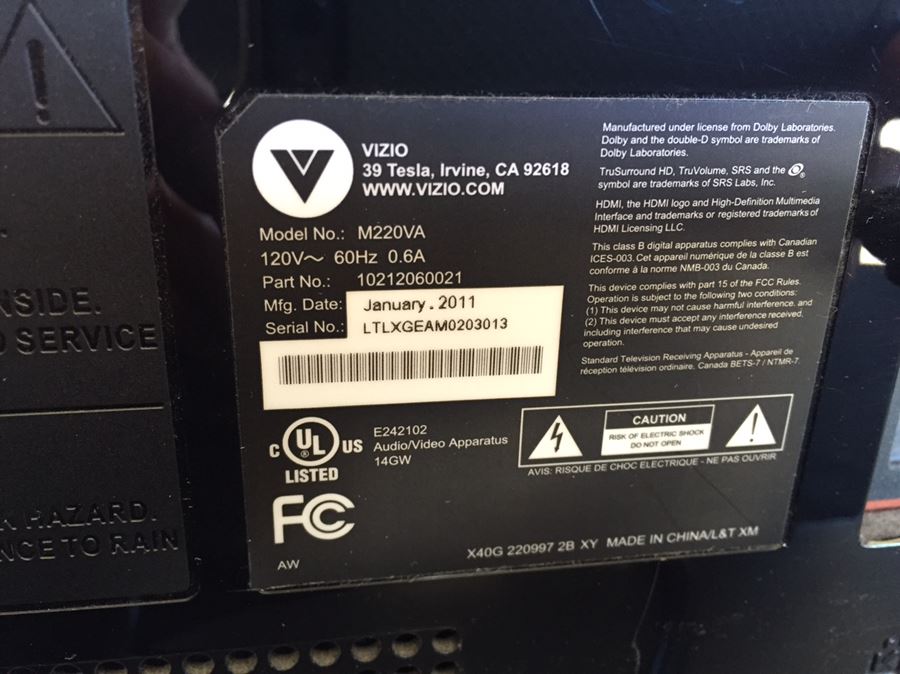 VIZIO
39 Tesla, Irvine, CA 92618
WWW.VIZIO.COM
Model No.: M220VA
120V～ 60Hz 0.6A
Part No.: 10212060021
Mfg. Date: January. 2011
Serial No.: LTLXGEAM0203013
Manufactured under license from Dolby Laboratories.
Dolby and the double-D symbol are trademarks of
Dolby Laboratories.
TruSurround HD, TruVolume, SRS and the ®
symbol are trademarks of SRS Labs, Inc.
HDMI, the HDMI logo and High-Definition Multimedia
Interface and trademarks or registered trademarks of
HDMI Licensing LLC.
This class B digital apparatus complies with Canadian
ICES-003. Cet appareil numérique de la classe B est
conforme à la norme NMB-003 du Canada.
This device complies with part 15 of the FCC Rules.
Operation is subject to the following two conditions:
(1) This device may not cause harmful interference, and
(2) This device must accept any interference received,
including interference that may cause undesired
operation.
Standard Television Receiving Apparatus - Appareil de
réception télévision ordinaire, Canada BETS-7 / NTMR-7.
C UL US
®
LISTED
E242102
Audio/Video Apparatus
14GW
CAUTION
RISK OF ELECTRIC SHOCK
DO NOT OPEN
AVIS: RISQUE DE CHOC ELECTRIQUE - NE PAS OUVRIR
FC
AW
X40G 220997 2B XY MADE IN CHINA/L&T XM
NSIDE.
SERVICE
HAZARD.
NCE TO RAIN